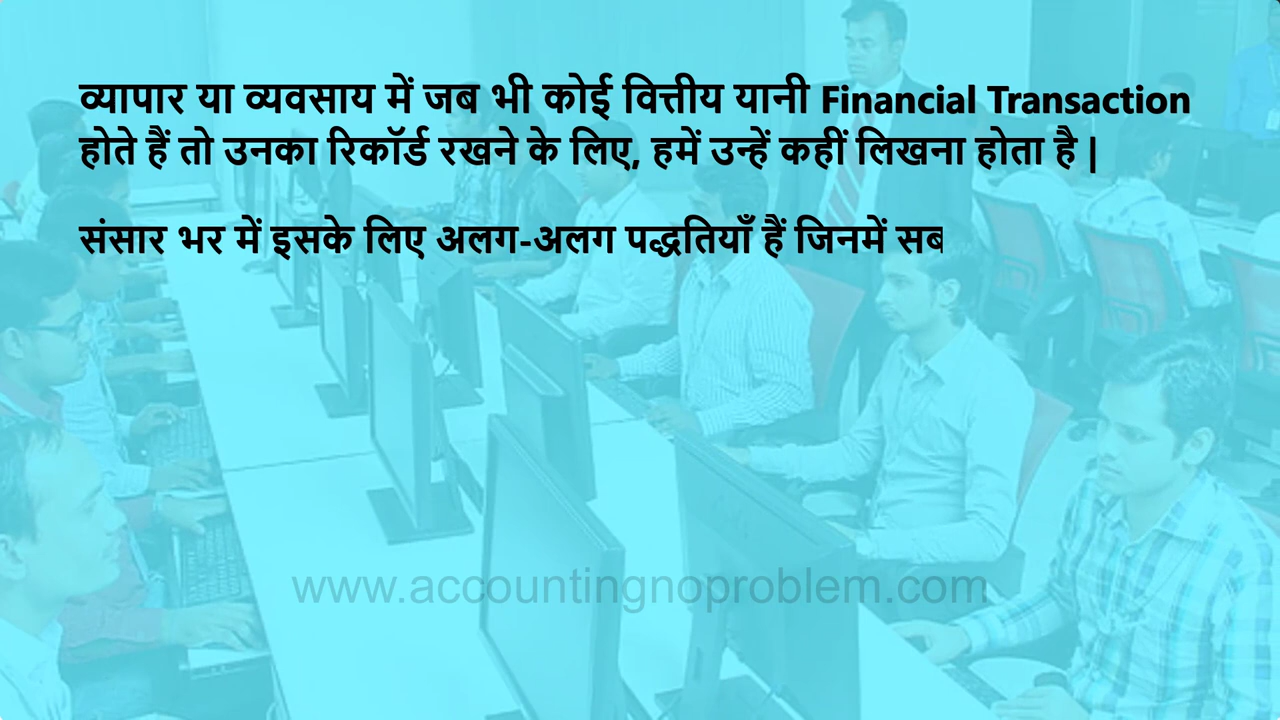 व्यापार या व्यवसाय में जब भी कोई वित्तीय यानी Financial Transaction
होते हैं तो उनका रिकॉर्ड रखने के लिए, हमें उन्हें कहीं लिखना होता है |
संसार भर में इसके लिए अलग-अलग पद्धतियाँ हैं जिनमें सब
www.accountingnoproblem.com